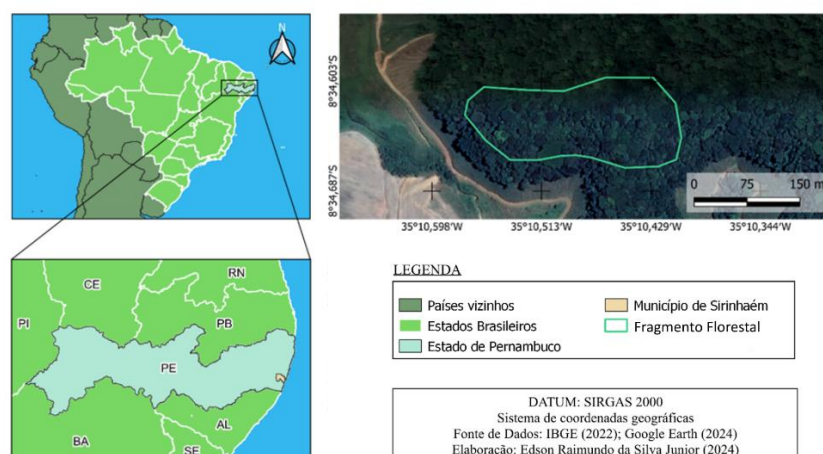 N
8°34,603'S
8°34,687'S
0 75 150 m
35°10,598'W 35°10,513'W 35°10,429'W 35°10,344'W
LEGENDA
Países vizinhos
Estados Brasileiros
Estado de Pernambuco
Município de Sirinhaém
Fragmento Florestal
CE
RN
PI
PB
PE
AL
BA
SE
DATUM: SIRGAS 2000
Sistema de coordenadas geográficas
Fonte de Dados: IBGE (2022); Google Earth (2024)
Elaboração: Edson Raimundo da Silva Junior (2024)